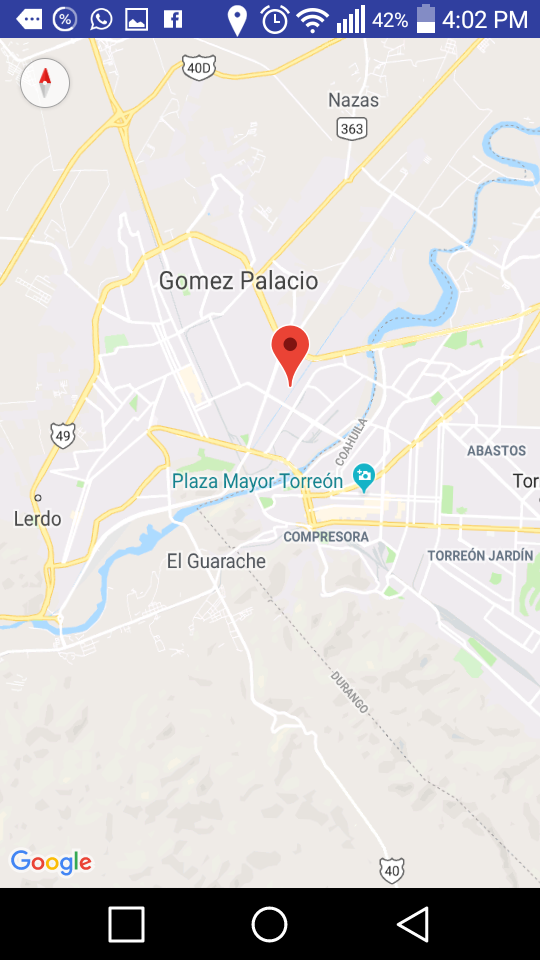 42% 4:02 PM
40D
Nazas
363
Gomez Palacio
49
COAHUILA
ABASTOS
Plaza Mayor Torreón
Tor
Lerdo
COMPRESORA
TORREÓN JARDÍN
El Guarache
DURANGO
Google
40